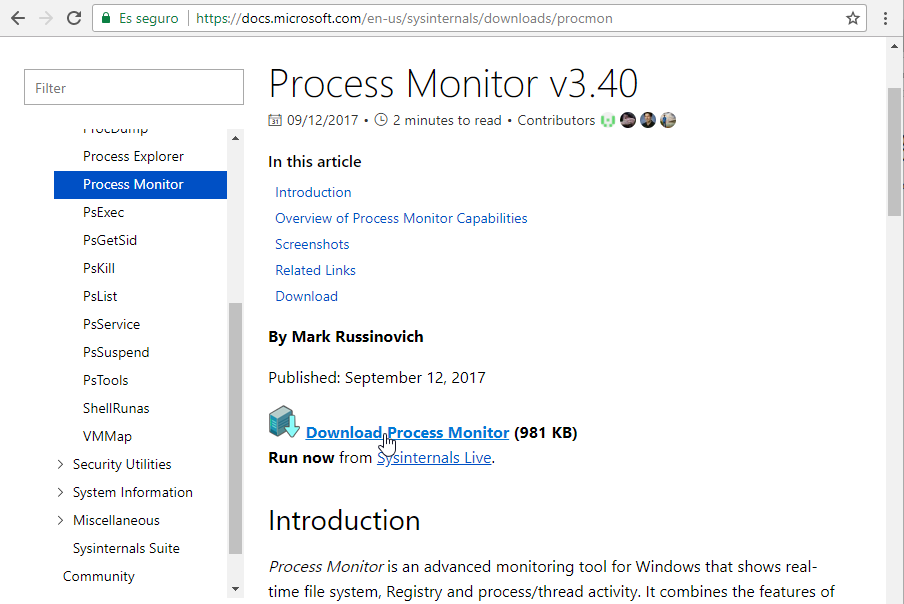 Es seguro https://docs.microsoft.com/en-us/sysinternals/downloads/procmon
Filter
ProcDump
Process Explorer
Process Monitor
PsExec
PsGetSid
PsKill
PsList
PsService
PsSuspend
PsTools
ShellRunas
VMMap
Security Utilities
System Information
Miscellaneous
Sysinternals Suite
Community
Process Monitor v3.40
31 09/12/2017 • 2 minutes to read • Contributors
In this article
Introduction
Overview of Process Monitor Capabilities
Screenshots
Related Links
Download
By Mark Russinovich
Published: September 12, 2017
Download Process Monitor (981 KB)
Run now from Sysinternals Live.
Introduction
Process Monitor is an advanced monitoring tool for Windows that shows real-
time file system, Registry and process/thread activity. It combines the features of